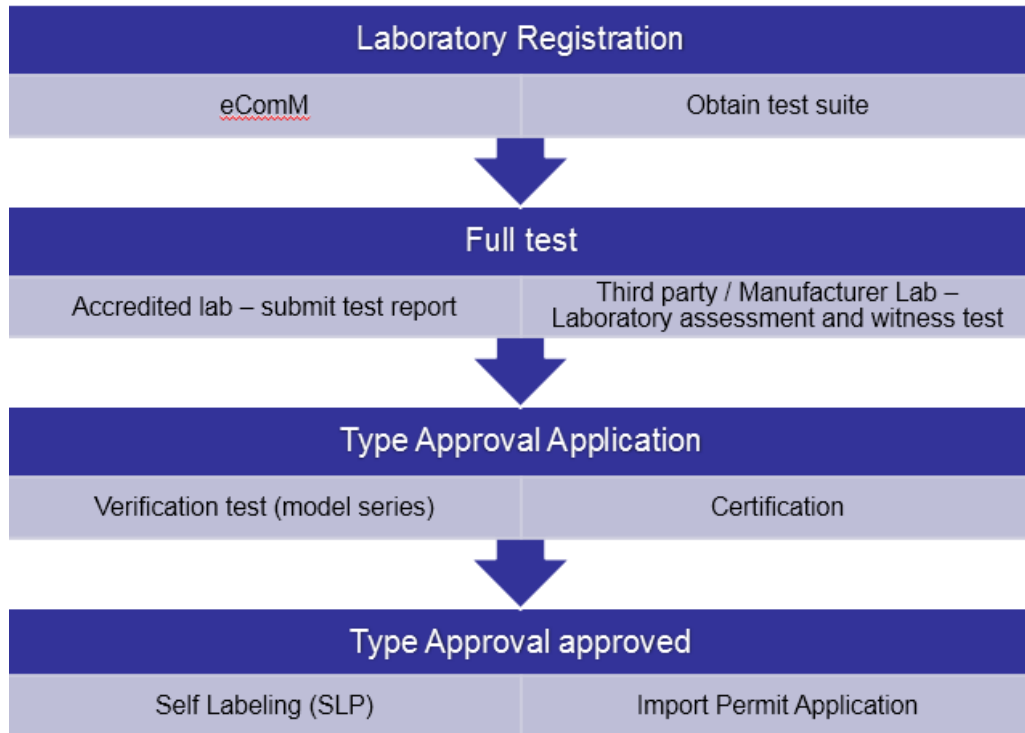 Laboratory Registration
eComM
Obtain test suite
Full test
Accredited lab – submit test report
Third party / Manufacturer Lab –
Laboratory assessment and witness test
Type Approval Application
Verification test (model series)
Certification
Type Approval approved
Self Labeling (SLP)
Import Permit Application